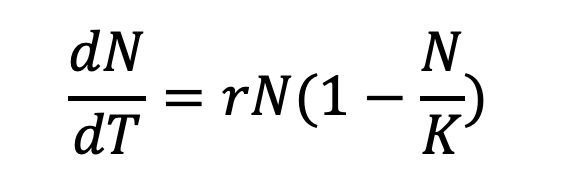 dN/dT = rN(1 − N/K)